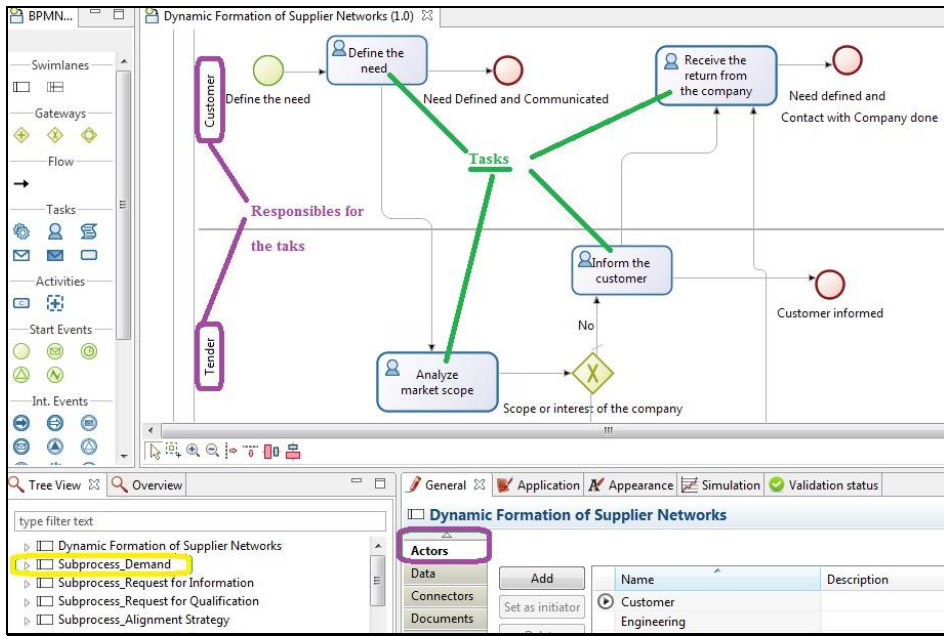 BPMN...
Dynamic Formation of Supplier Networks (1.0)
Swimlanes
Gateways
Flow
Tasks
Activities
Start Events
Int. Events
Customer
Define the need
Define the
need
Need Defined and Communicated
Receive the
return from
the company
Need defined and
Contact with Company done
Tasks
Responsibles for
the taks
Inform the
customer
Customer informed
No
Tender
Analyze
market scope
Scope or interest of the company
Tree View
Overview
type filter text
Dynamic Formation of Supplier Networks
Subprocess_Demand
Subprocess_Request for Information
Subprocess_Request for Qualification
Subprocess_Alignment Strategy
General
Application
Appearance
Simulation
Validation status
Dynamic Formation of Supplier Networks
Actors
Data
Connectors
Documents
Add
Set as initiator
Name
Description
Customer
Engineering